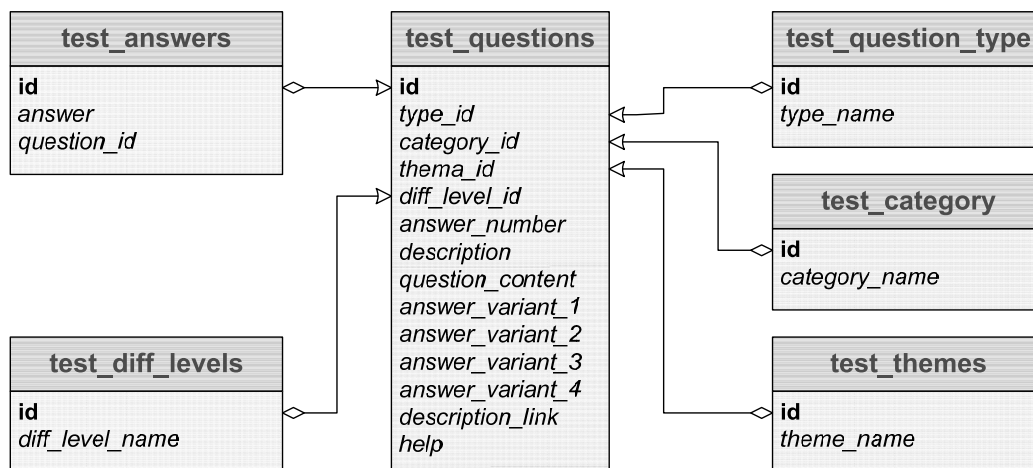 test_answers
id
answer
question_id
test_diff_levels
id
diff_level_name
test_questions
id
type_id
category_id
thema_id
diff_level_id
answer_number
description
question_content
answer_variant_1
answer_variant_2
answer_variant_3
answer_variant_4
description_link
help
test_question_type
id
type_name
test_category
id
category_name
test_themes
id
theme_name